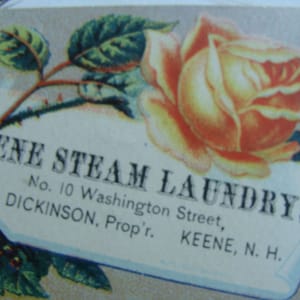 ENE STEAM LAUNDRY
No. 10 Washington Street,
DICKINSON, Prop'r. KEENE, N. H.